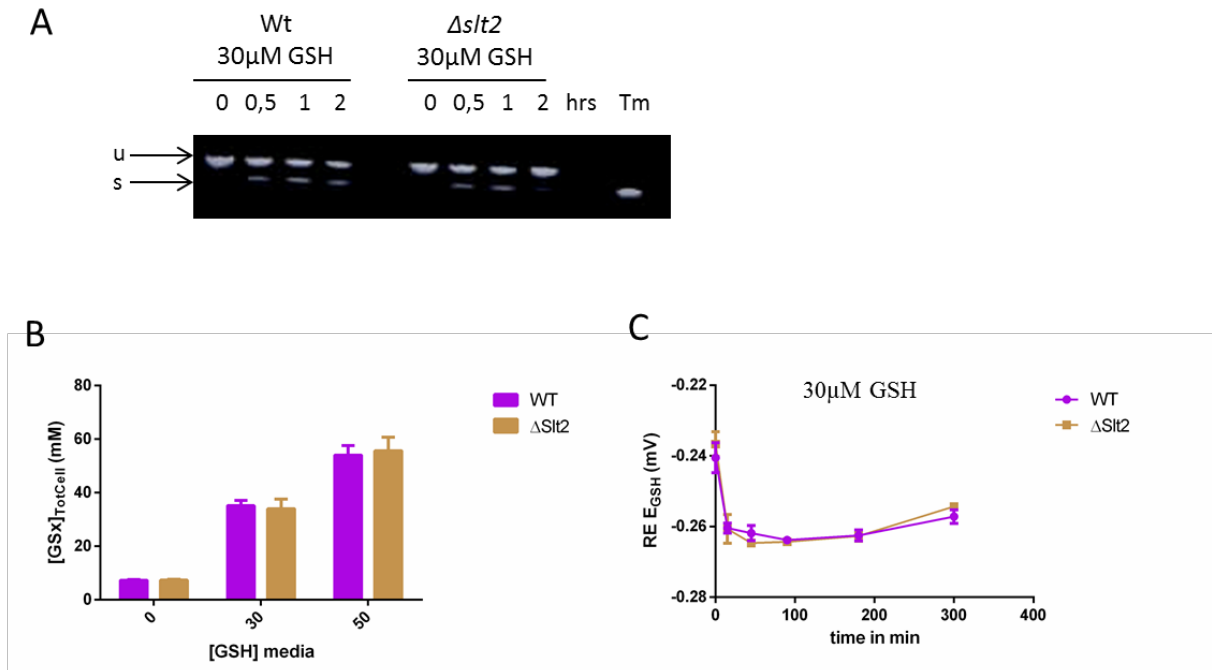 A
Wt
30µM GSH
Δslt2
30µM GSH
0 0,5 1 2
0 0,5 1 2 hrs Tm
u
s
B
80
60
40
20
0
[GSx]TotCell (mM)
0 30 50
[GSH] media
WT
ΔSlt2
C
30µM GSH
-0.22
-0.24
-0.26
-0.28
RE EGSH (mV)
0 100 200 300 400
time in min
WT
ΔSlt2